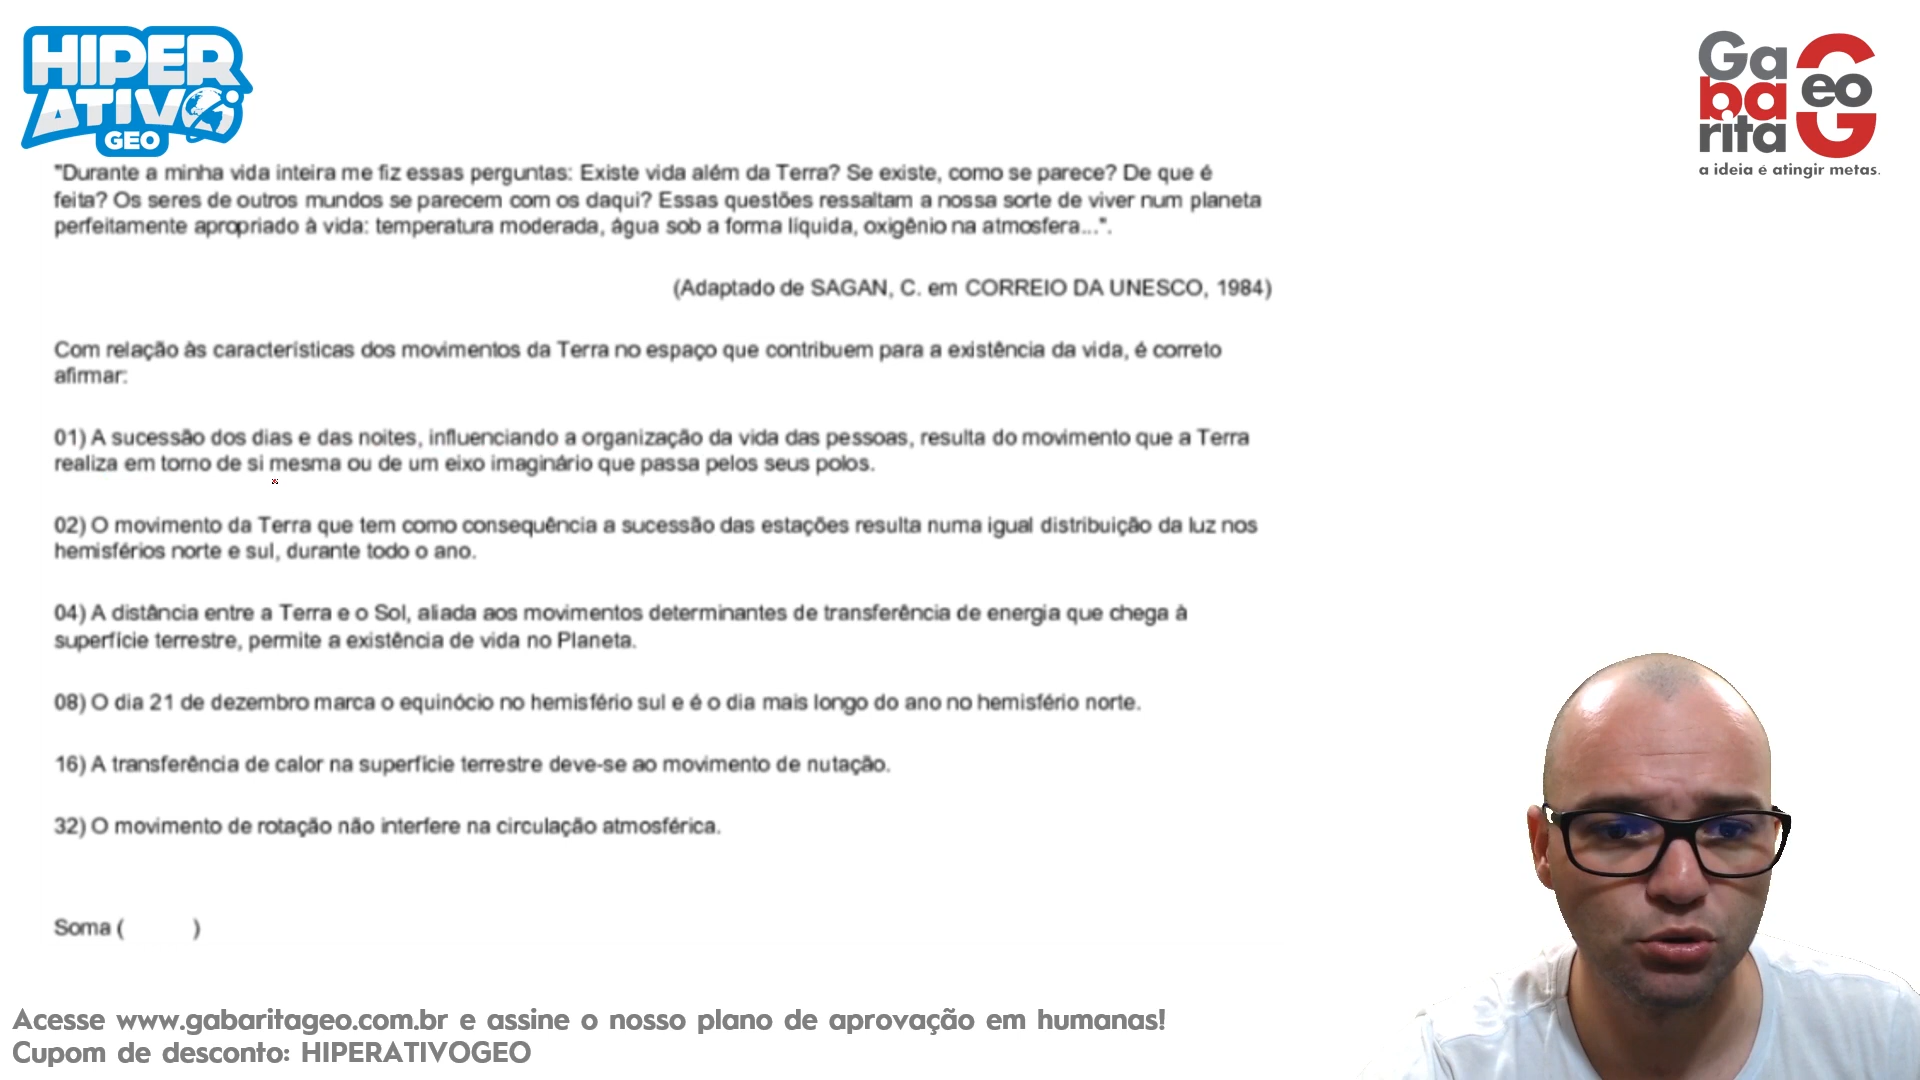 HIPER
ATIVO
GEO
Ga
ba
rita
Geo
a ideia é atingir metas.
"Durante a minha vida inteira me fiz essas perguntas: Existe vida além da Terra? Se existe, como se parece? De que é
feita? Os seres de outros mundos se parecem com os daqui? Essas questões ressaltam a nossa sorte de viver num planeta
perfeitamente apropriado à vida: temperatura moderada, água sob a forma líquida, oxigênio na atmosfera...".
(Adaptado de SAGAN, C. em CORREIO DA UNESCO, 1984)
Com relação às características dos movimentos da Terra no espaço que contribuem para a existência da vida, é correto
afirmar:
01) A sucessão dos dias e das noites, influenciando a organização da vida das pessoas, resulta do movimento que a Terra
realiza em torno de si mesma ou de um eixo imaginário que passa pelos seus polos.
02) O movimento da Terra que tem como consequência a sucessão das estações resulta numa igual distribuição da luz nos
hemisférios norte e sul, durante todo o ano.
04) A distância entre a Terra e o Sol, aliada aos movimentos determinantes de transferência de energia que chega à
superfície terrestre, permite a existência de vida no Planeta.
08) O dia 21 de dezembro marca o equinócio no hemisfério sul e é o dia mais longo do ano no hemisfério norte.
16) A transferência de calor na superfície terrestre deve-se ao movimento de nutação.
32) O movimento de rotação não interfere na circulação atmosférica.
Soma ( )
Acesse www.gabaritageo.com.br e assine o nosso plano de aprovação em humanas!
Cupom de desconto: HIPERATIVOGEO